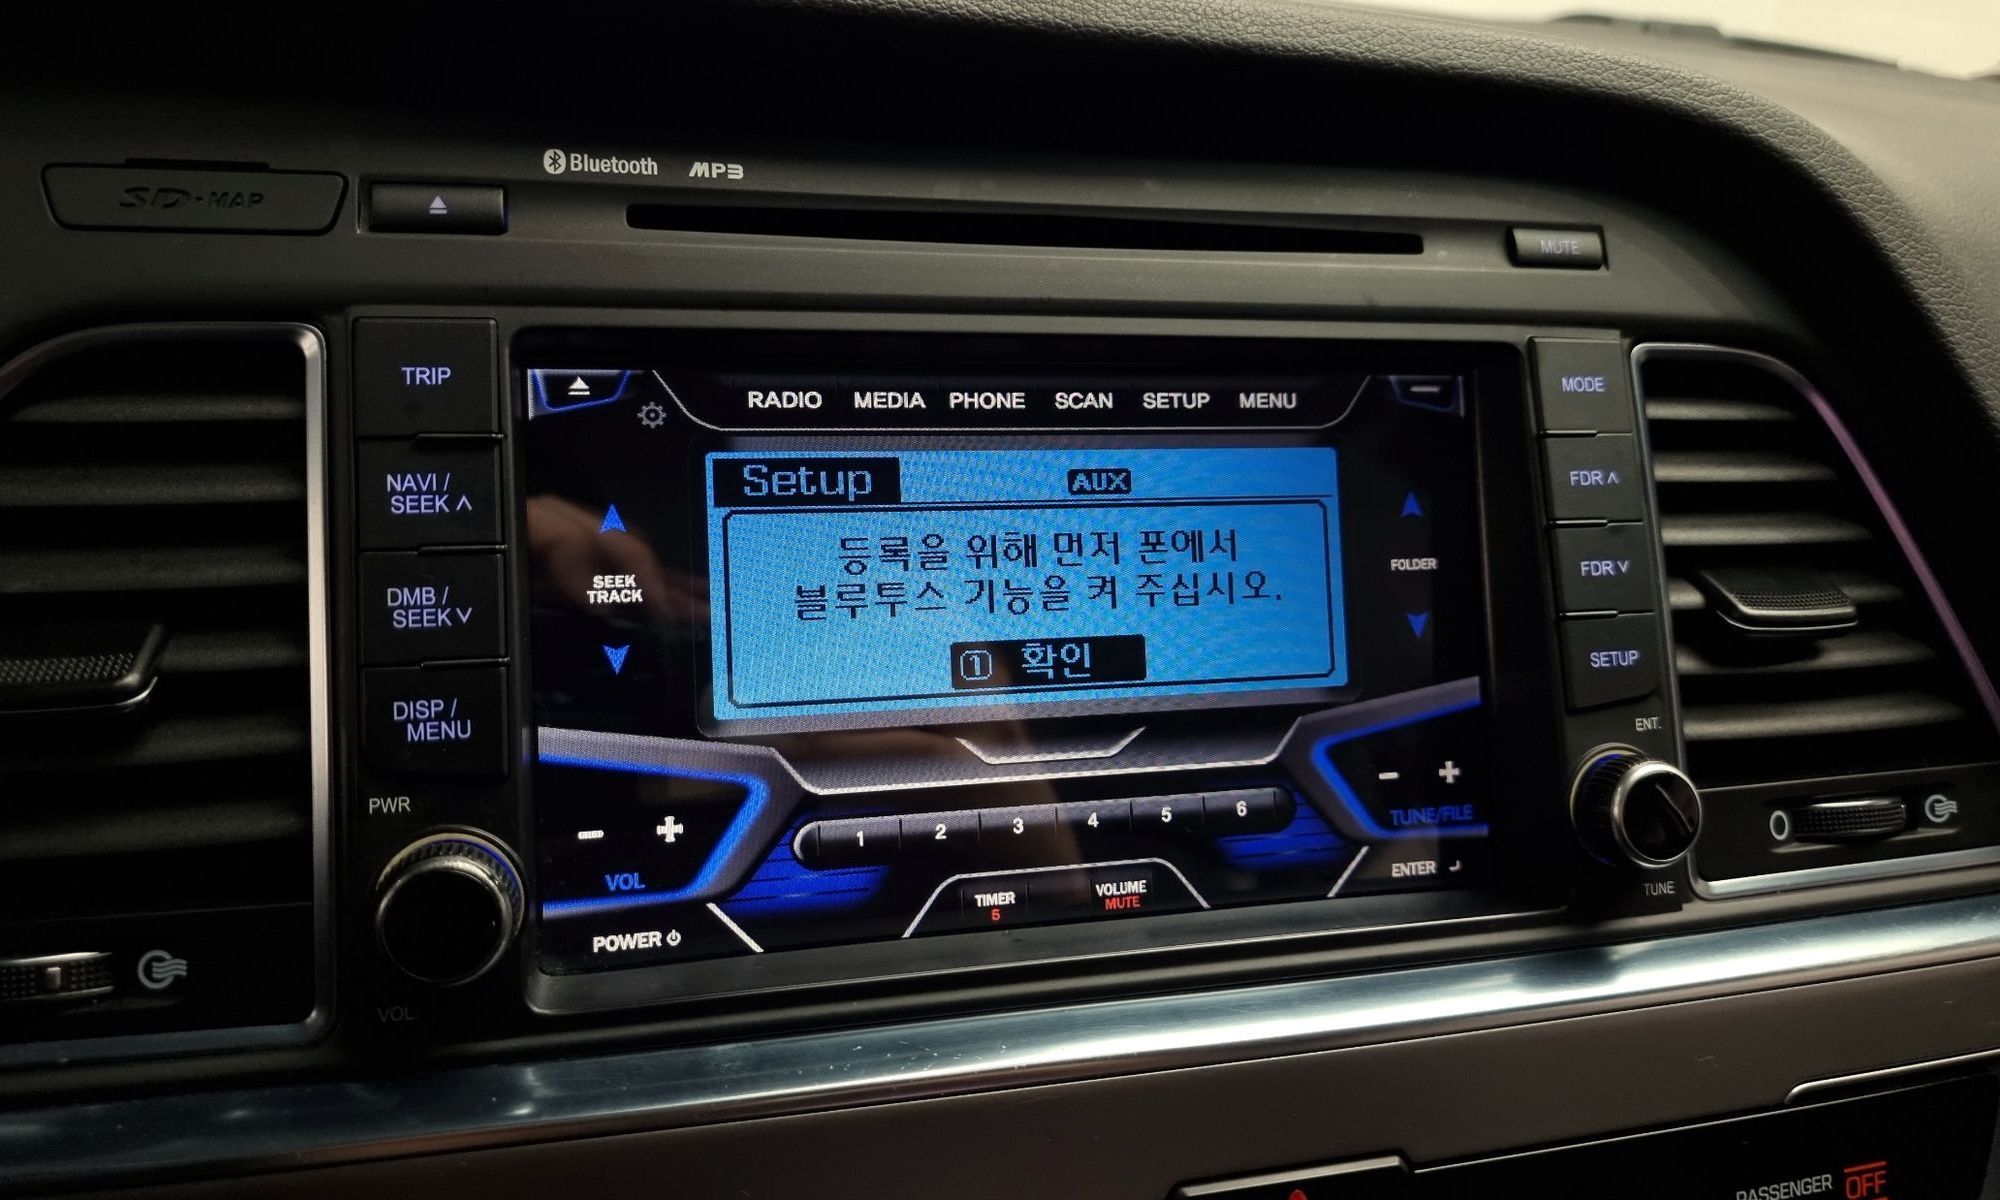 Bluetooth MP3
SD-MAP
MUTE
TRIP
NAVI /
SEEK ∧
DMB /
SEEK ∨
DISP /
MENU
PWR
VOL
RADIO MEDIA PHONE SCAN SETUP MENU
Setup AUX
등록을 위해 먼저 폰에서
블루투스 기능을 켜 주십시오.
① 확인
SEEK
TRACK
FOLDER
- +
VOL
1 2 3 4 5 6
- +
TUNE/FILE
TIMER
5
VOLUME
MUTE
ENTER
POWER
MODE
FDR ∧
FDR ∨
SETUP
ENT.
TUNE
0
PASSENGER OFF